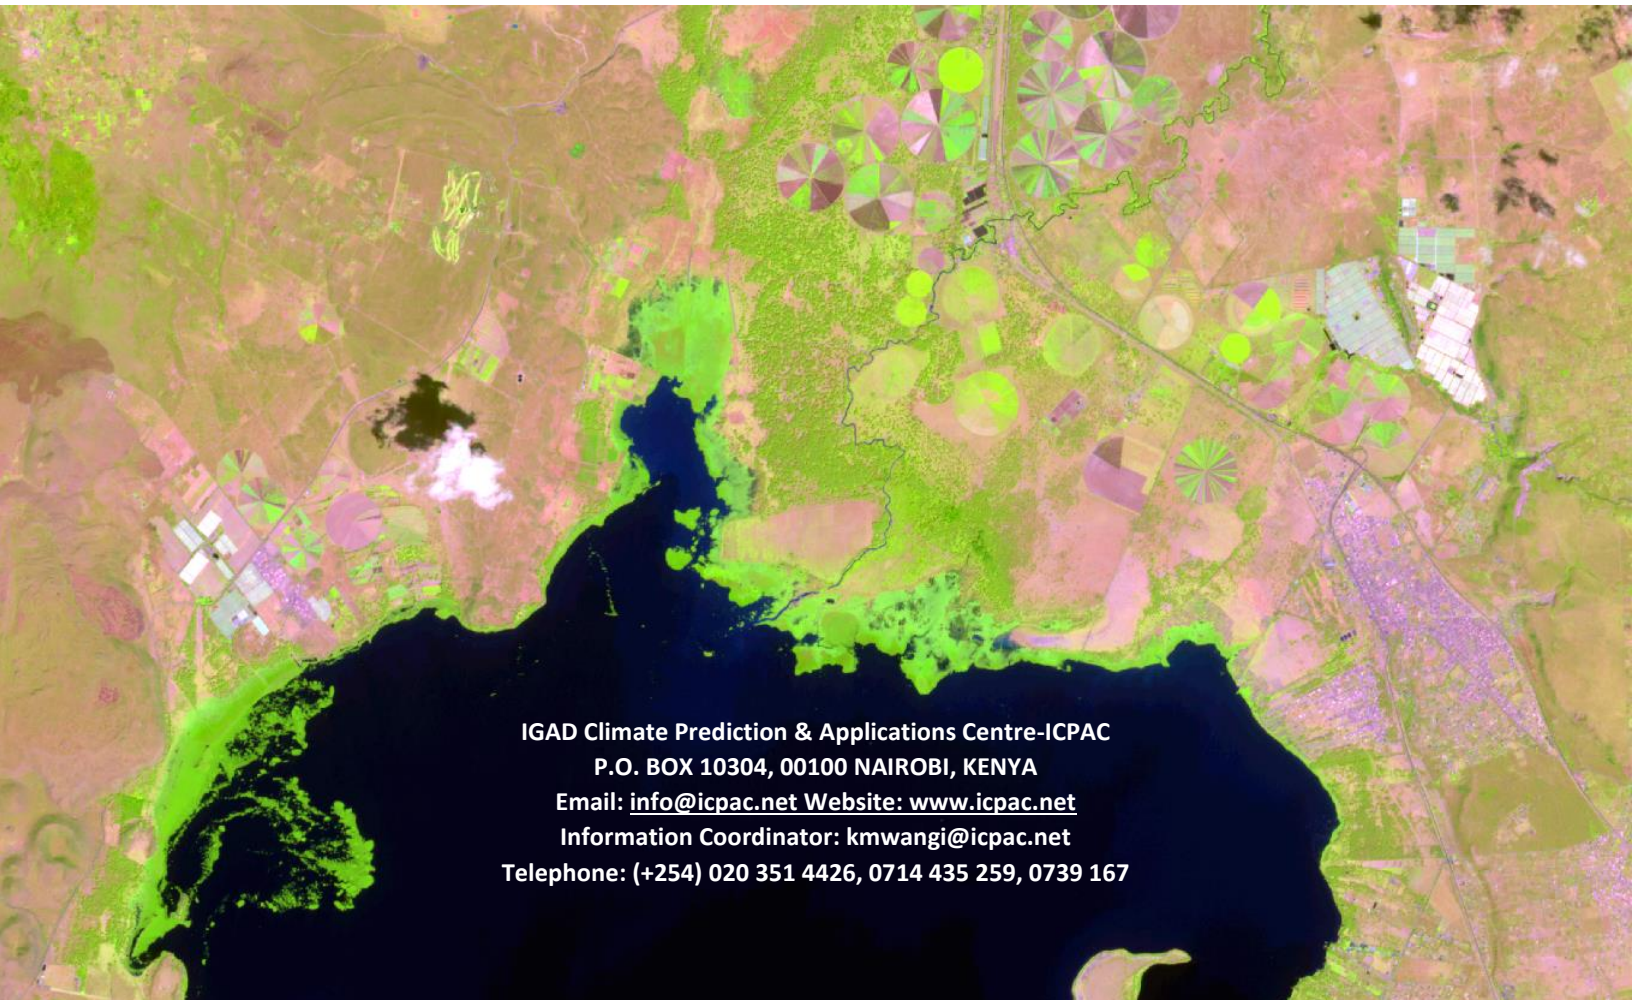 IGAD Climate Prediction & Applications Centre-ICPAC
P.O. BOX 10304, 00100 NAIROBI, KENYA
Email: info@icpac.net Website: www.icpac.net
Information Coordinator: kmwangi@icpac.net
Telephone: (+254) 020 351 4426, 0714 435 259, 0739 167